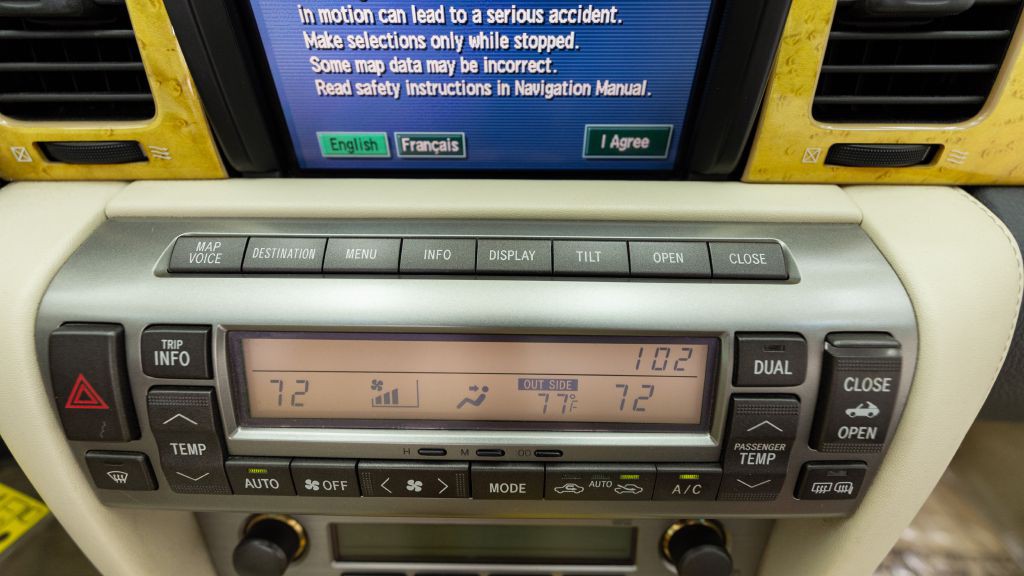 in motion can lead to a serious accident.
Make selections only while stopped.
Some map data may be incorrect.
Read safety instructions in Navigation Manual.
English Français I Agree
MAP VOICE DESTINATION MENU INFO DISPLAY TILT OPEN CLOSE
TRIP INFO
102
DUAL
CLOSE
OPEN
72
OUT SIDE
77°F
72
TEMP
PASSENGER TEMP
H M :00
AUTO OFF MODE AUTO A/C